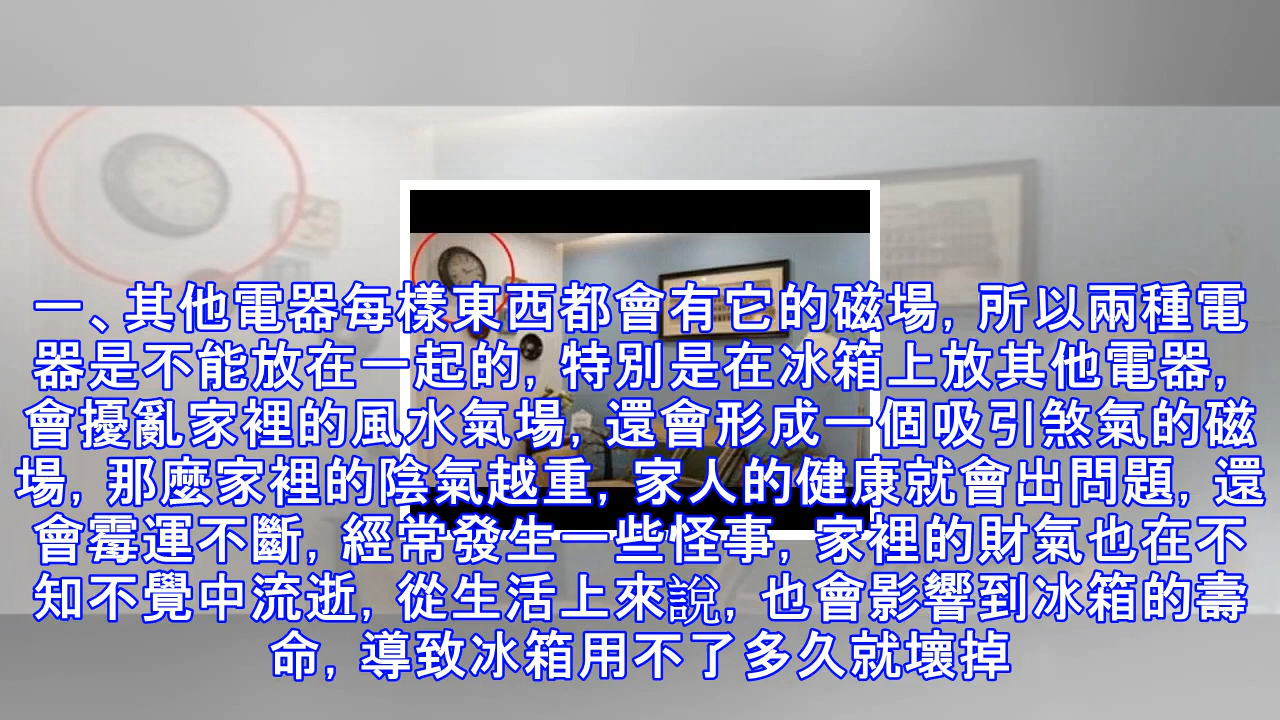 一、其他電器每樣東西都會有它的磁場, 所以兩種電
器是不能放在一起的, 特別是在冰箱上放其他電器,
會擾亂家裡的風水氣場, 還會形成一個吸引煞氣的磁
場, 那麼家裡的陰氣越重, 家人的健康就會出問題, 還
會霉運不斷, 經常發生一些怪事, 家裡的財氣也在不
知不覺中流逝, 從生活上來說, 也會影響到冰箱的壽
命, 導致冰箱用不了多久就壞掉